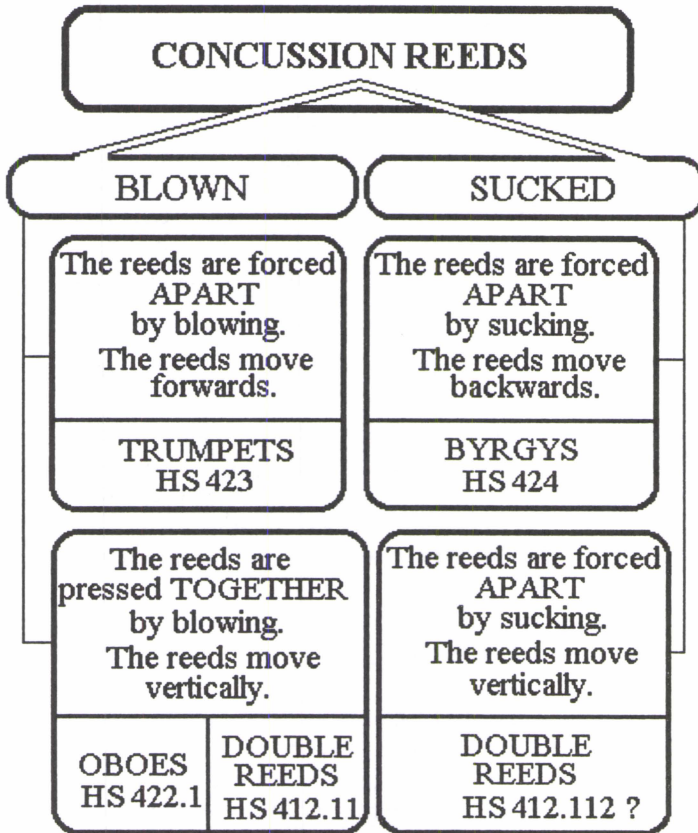 CONCUSSION REEDS
BLOWN
SUCKED
The reeds are forced
APART
by blowing.
The reeds move
forwards.
TRUMPETS
HS 423
The reeds are forced
APART
by sucking.
The reeds move
backwards.
BYRGYS
HS 424
The reeds are
pressed TOGETHER
by blowing.
The reeds move
vertically.
OBOES
HS 422.1
DOUBLE
REEDS
HS 412.11
The reeds are forced
APART
by sucking.
The reeds move
vertically.
DOUBLE
REEDS
HS 412.112 ?